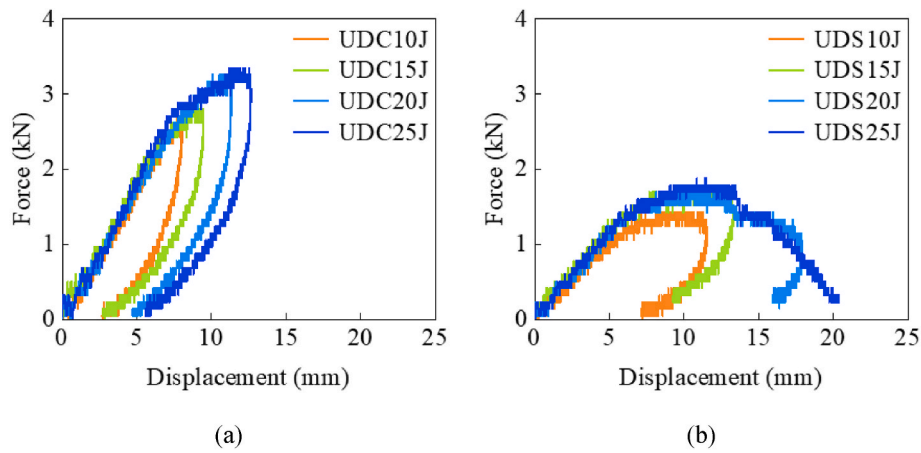 4
3
2
1
0
Force (kN)
UDC10J
UDC15J
UDC20J
UDC25J
0 5 10 15 20 25
Displacement (mm)
(a)
4
3
2
1
0
Force (kN)
UDS10J
UDS15J
UDS20J
UDS25J
0 5 10 15 20 25
Displacement (mm)
(b)